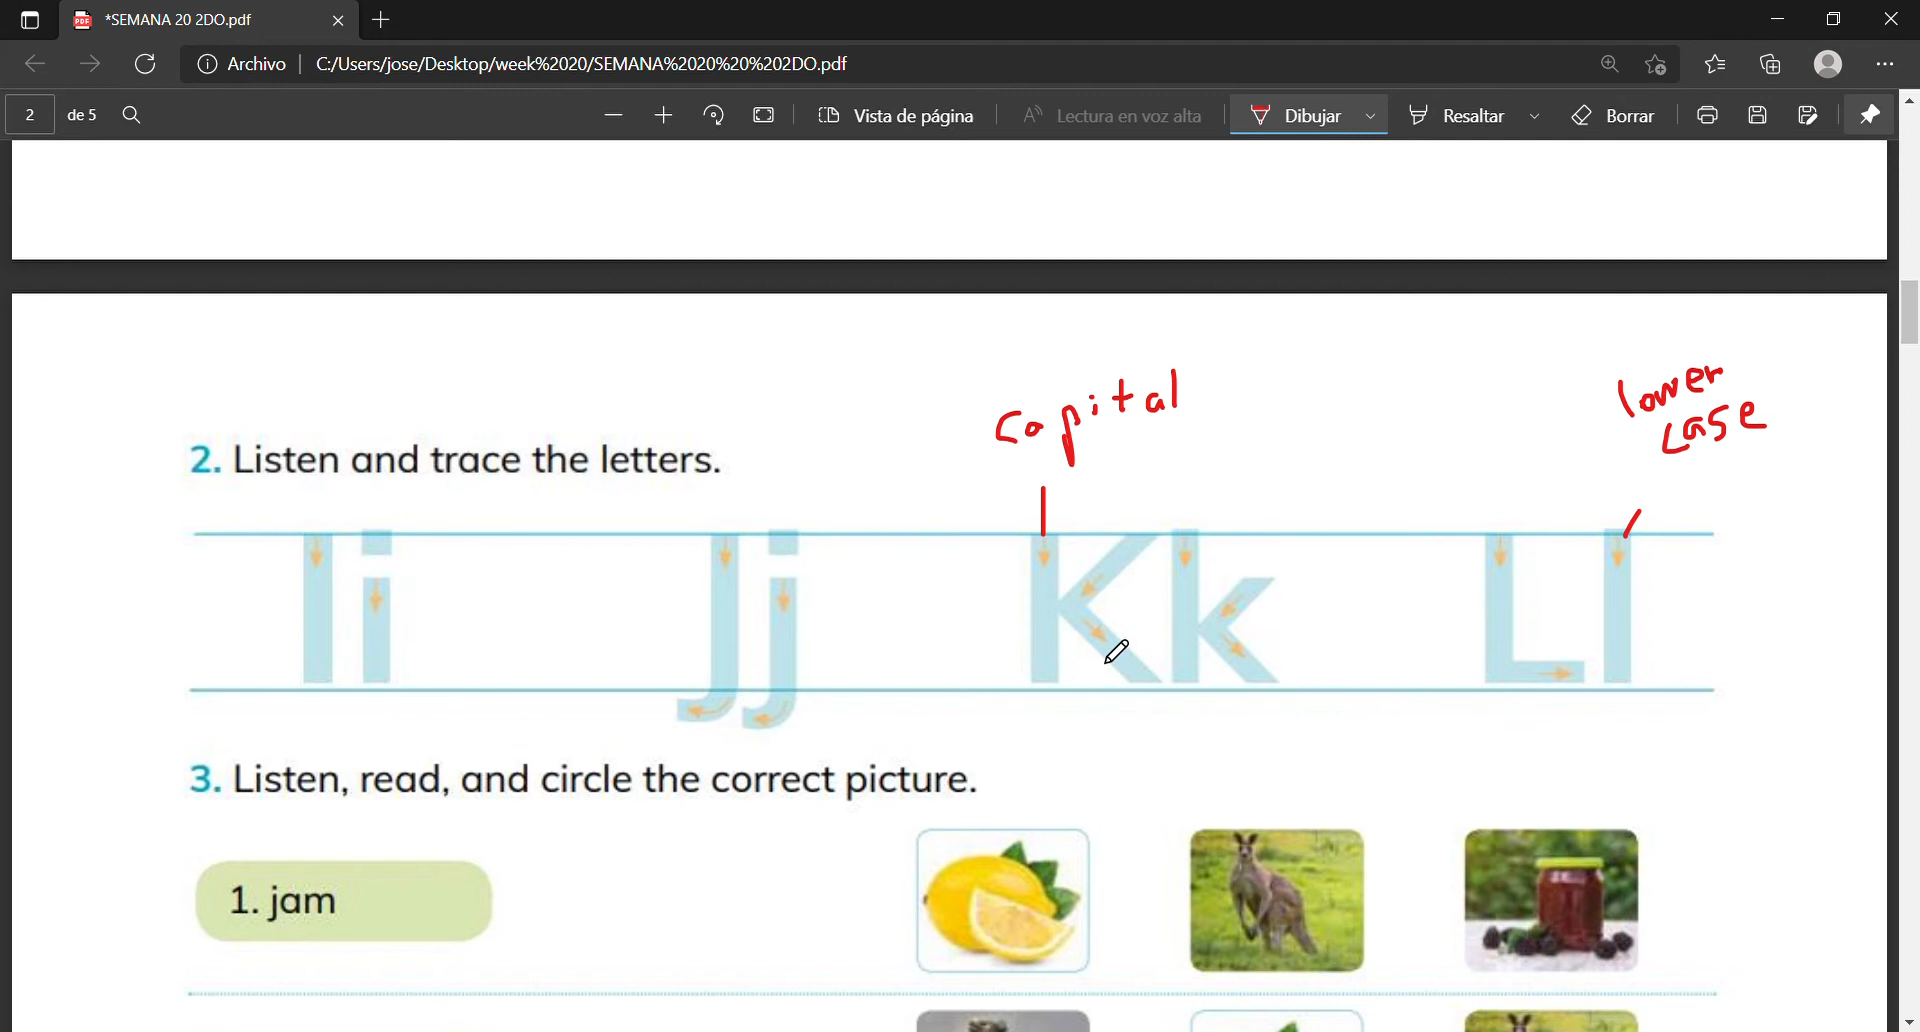 *SEMANA 20 2DO.pdf
Archivo | C:/Users/jose/Desktop/week%2020/SEMANA%2020%20%202DO.pdf
2 de 5
Vista de página
Lectura en voz alta
Dibujar
Resaltar
Borrar
capital
lower
case
2. Listen and trace the letters.
Ii Jj Kk Ll
3. Listen, read, and circle the correct picture.
1. jam